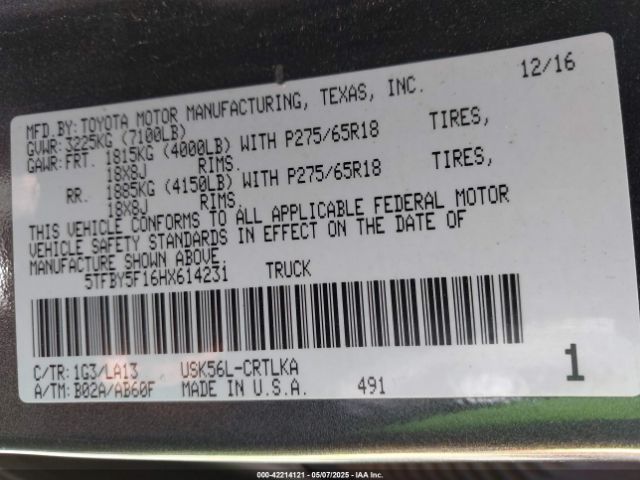 12/16
MFD.BY:TOYOTA MOTOR MANUFACTURING, TEXAS, INC.
GVWR:3225KG (7100LB)
GAWR:FRT. 1815KG (4000LB) WITH P275/65R18 TIRES,
18X8J RIMS.
RR. 1885KG (4150LB) WITH P275/65R18 TIRES,
18X8J RIMS.
THIS VEHICLE CONFORMS TO ALL APPLICABLE FEDERAL MOTOR
VEHICLE SAFETY STANDARDS IN EFFECT ON THE DATE OF
MANUFACTURE SHOWN ABOVE.
5TFBY5F16HX614231 TRUCK
C/TR:1G3/LA13 USK56L-CRTLKA
A/TM:B02A/AB60F MADE IN U.S.A. 491
1
000-42214121 05/07/2025 IAAI.com